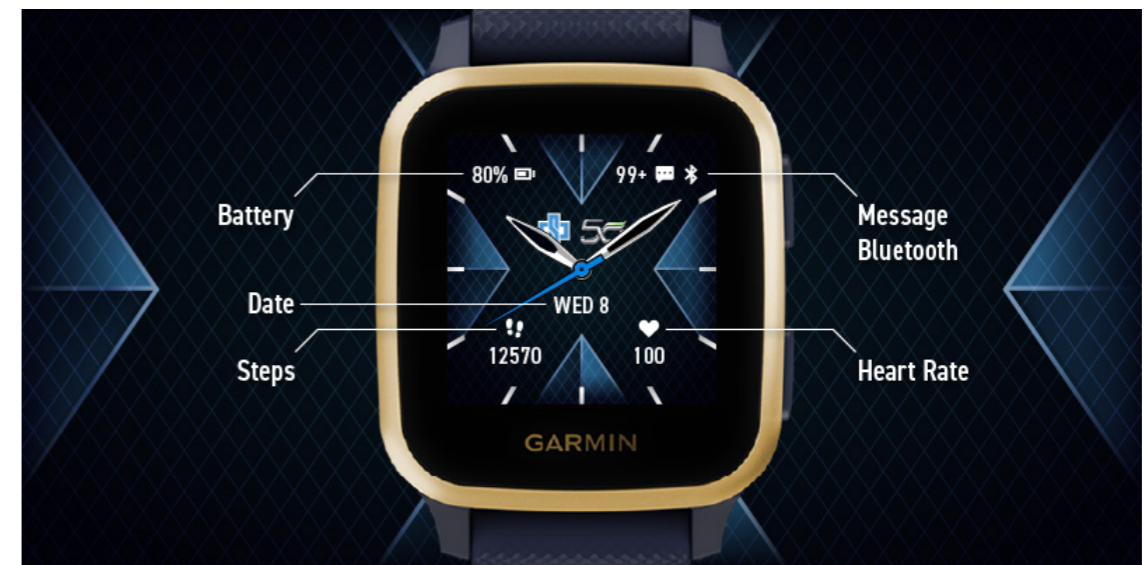 80%
99+
Battery
Message
Bluetooth
Date
WED 8
Steps
12570
100
Heart Rate
GARMIN